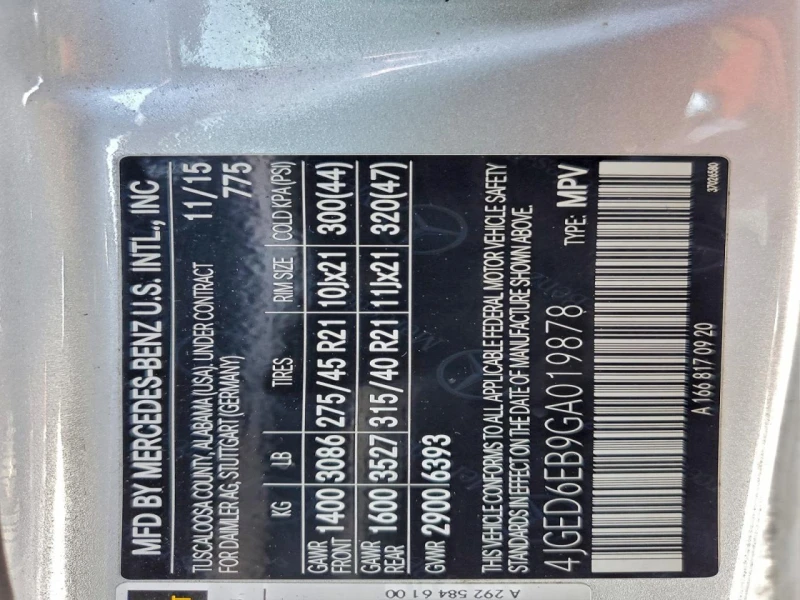 MFD BY MERCEDES-BENZ U.S. INTL., INC
TUSCALOOSA COUNTY, ALABAMA (USA), UNDER CONTRACT 11/15
FOR DAIMLER AG, STUTTGART (GERMANY) 775
KG LB TIRES RIM SIZE COLD KPA (PSI)
GAWR FRONT 1400 3086 275/45 R21 10Jx21 300(44)
GAWR REAR 1600 3527 315/40 R21 11Jx21 320(47)
GWR 2900 6393
THIS VEHICLE CONFORMS TO ALL APPLICABLE FEDERAL MOTOR VEHICLE SAFETY
STANDARDS IN EFFECT ON THE DATE OF MANUFACTURE SHOWN ABOVE.
4JGED6EB9GA019878 TYPE: MPV
A 166 817 09 20 37026580
A 292 584 61 00